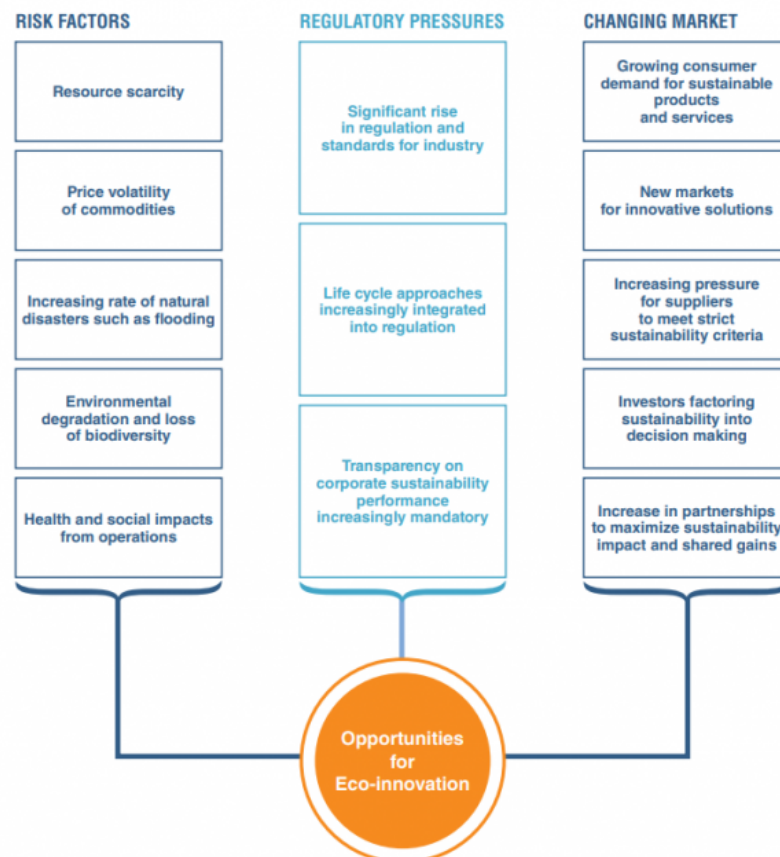 RISK FACTORS
Resource scarcity
Price volatility
of commodities
Increasing rate of natural
disasters such as flooding
Environmental
degradation and loss
of biodiversity
Health and social impacts
from operations
REGULATORY PRESSURES
Significant rise
in regulation and
standards for industry
Life cycle approaches
increasingly integrated
into regulation
Transparency on
corporate sustainability
performance
increasingly mandatory
CHANGING MARKET
Growing consumer
demand for sustainable
products
and services
New markets
for innovative solutions
Increasing pressure
for suppliers
to meet strict
sustainability criteria
Investors factoring
sustainability into
decision making
Increase in partnerships
to maximize sustainability
impact and shared gains
Opportunities
for
Eco-innovation